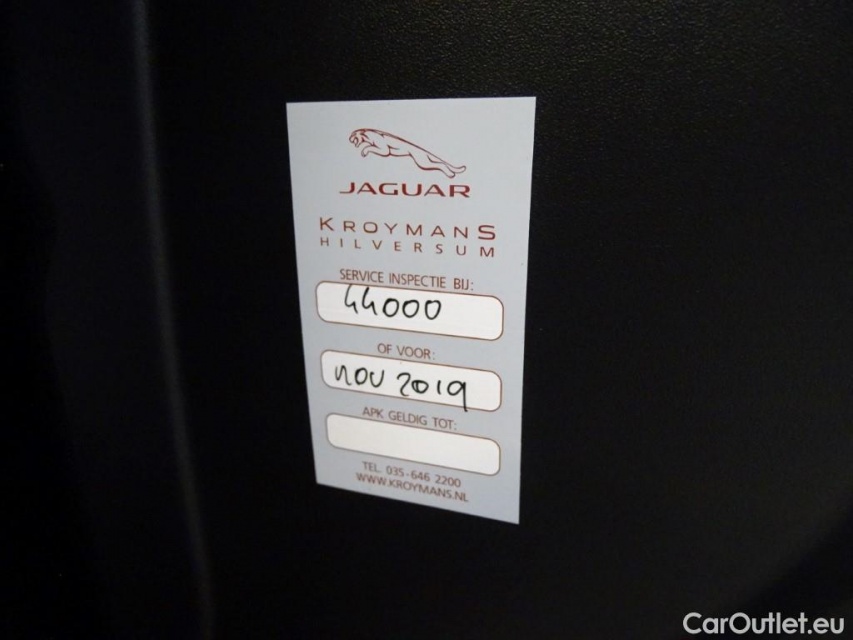 JAGUAR
KROYMANS
HILVERSUM
SERVICE INSPECTIE BIJ:
44000
OF VOOR:
NOV 2019
APK GELDIG TOT:
TEL. 035-646 2200
WWW.KROYMANS.NL
CarOutlet.eu